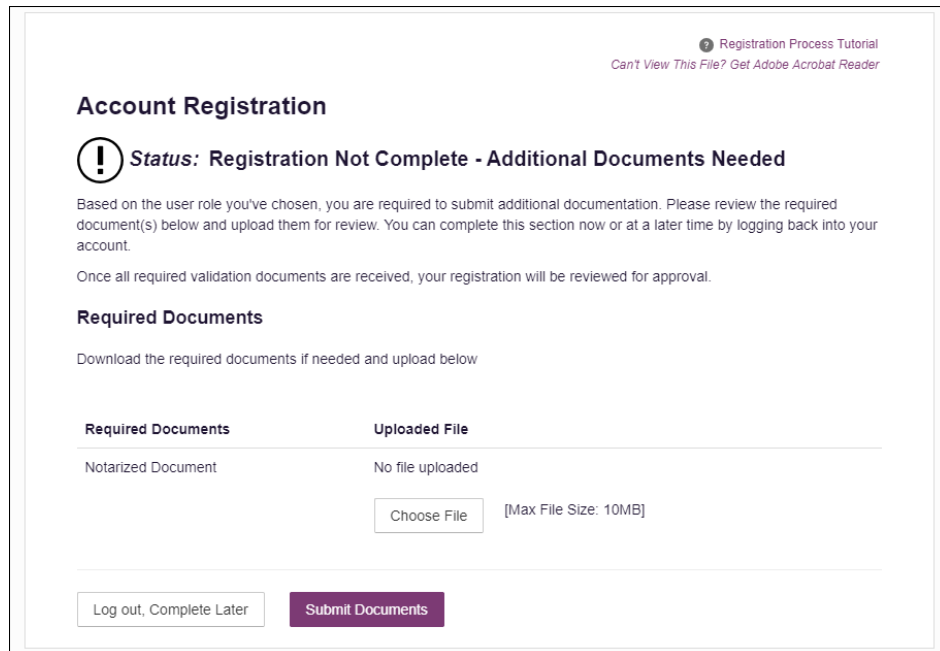 Registration Process Tutorial
Can't View This File? Get Adobe Acrobat Reader
Account Registration
Status: Registration Not Complete - Additional Documents Needed
Based on the user role you've chosen, you are required to submit additional documentation. Please review the required
document(s) below and upload them for review. You can complete this section now or at a later time by logging back into your
account.
Once all required validation documents are received, your registration will be reviewed for approval.
Required Documents
Download the required documents if needed and upload below
Required Documents Uploaded File
Notarized Document No file uploaded
Choose File [Max File Size: 10MB]
Log out, Complete Later Submit Documents